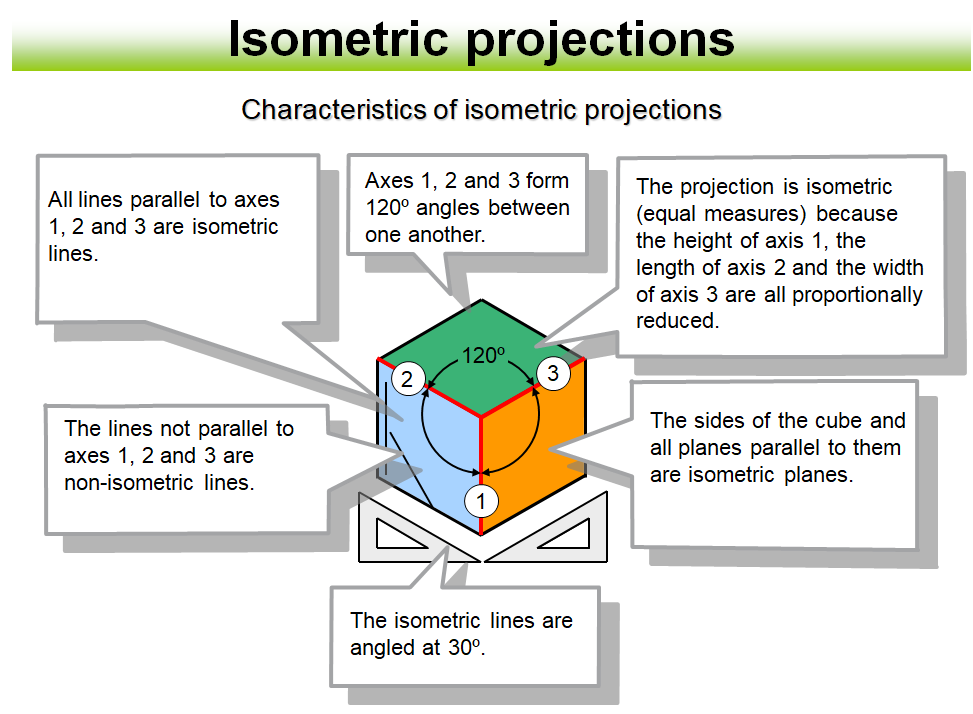 Isometric projections
Characteristics of isometric projections
All lines parallel to axes
1, 2 and 3 are isometric
lines.
Axes 1, 2 and 3 form
120º angles between
one another.
The projection is isometric
(equal measures) because
the height of axis 1, the
length of axis 2 and the width
of axis 3 are all proportionally
reduced.
120º
2
3
1
The lines not parallel to
axes 1, 2 and 3 are
non-isometric lines.
The sides of the cube and
all planes parallel to them
are isometric planes.
The isometric lines are
angled at 30º.